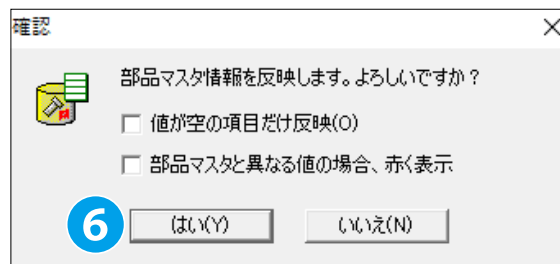 確認
部品マスタ情報を反映します。よろしいですか？
値が空の項目だけ反映(O)
部品マスタと異なる値の場合、赤く表示
6 はい(Y) いいえ(N)